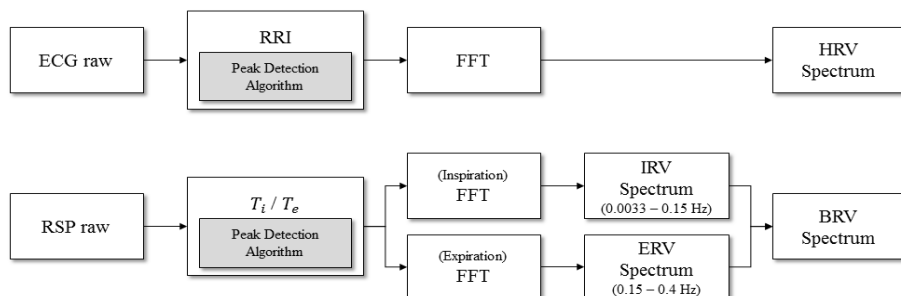 ECG raw
RRI
Peak Detection
Algorithm
FFT
HRV
Spectrum
RSP raw
T_i / T_e
Peak Detection
Algorithm
(Inspiration)
FFT
IRV
Spectrum
(0.0033 – 0.15 Hz)
(Expiration)
FFT
ERV
Spectrum
(0.15 – 0.4 Hz)
BRV
Spectrum